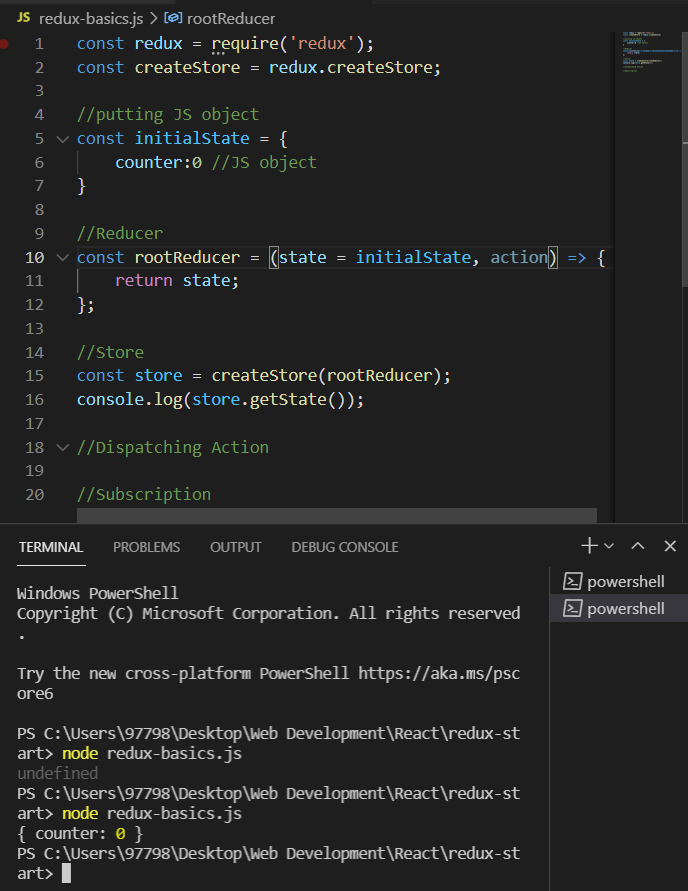 JS redux-basics.js > rootReducer
1 const redux = require('redux');
2 const createStore = redux.createStore;
3
4 //putting JS object
5 const initialState = {
6 counter:0 //JS object
7 }
8
9 //Reducer
10 const rootReducer = (state = initialState, action) => {
11 return state;
12 };
13
14 //Store
15 const store = createStore(rootReducer);
16 console.log(store.getState());
17
18 //Dispatching Action
19
20 //Subscription
TERMINAL PROBLEMS OUTPUT DEBUG CONSOLE
powershell
powershell
Windows PowerShell
Copyright (C) Microsoft Corporation. All rights reserved
.
Try the new cross-platform PowerShell https://aka.ms/psc
ore6
PS C:\Users\97798\Desktop\Web Development\React\redux-st
art> node redux-basics.js
undefined
PS C:\Users\97798\Desktop\Web Development\React\redux-st
art> node redux-basics.js
{ counter: 0 }
PS C:\Users\97798\Desktop\Web Development\React\redux-st
art>